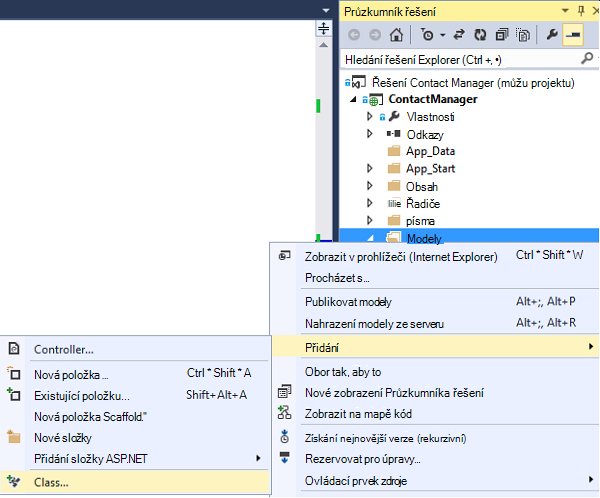 Průzkumník řešení
Hledání řešení Explorer (Ctrl +, •)
Řešení Contact Manager (můžu projektu)
ContactManager
Vlastnosti
Odkazy
App_Data
App_Start
Obsah
Řadiče
písma
Modely
Zobrazit v prohlížeči (Internet Explorer) Ctrl * Shift * W
Procházet s...
Publikovat modely Alt+;, Alt+P
Nahrazení modely ze serveru Alt+;, Alt+R
Přidání
Obor tak, aby to
Nové zobrazení Průzkumníka řešení
Zobrazit na mapě kód
Získání nejnovější verze (rekurzivní)
Rezervovat pro úpravy...
Ovládací prvek zdroje
Controller...
Nová položka ... Ctrl * Shift * A
Existující položku... Shift+Alt+A
Nová položka Scaffold."
Nové složky
Přidání složky ASP.NET
Class...